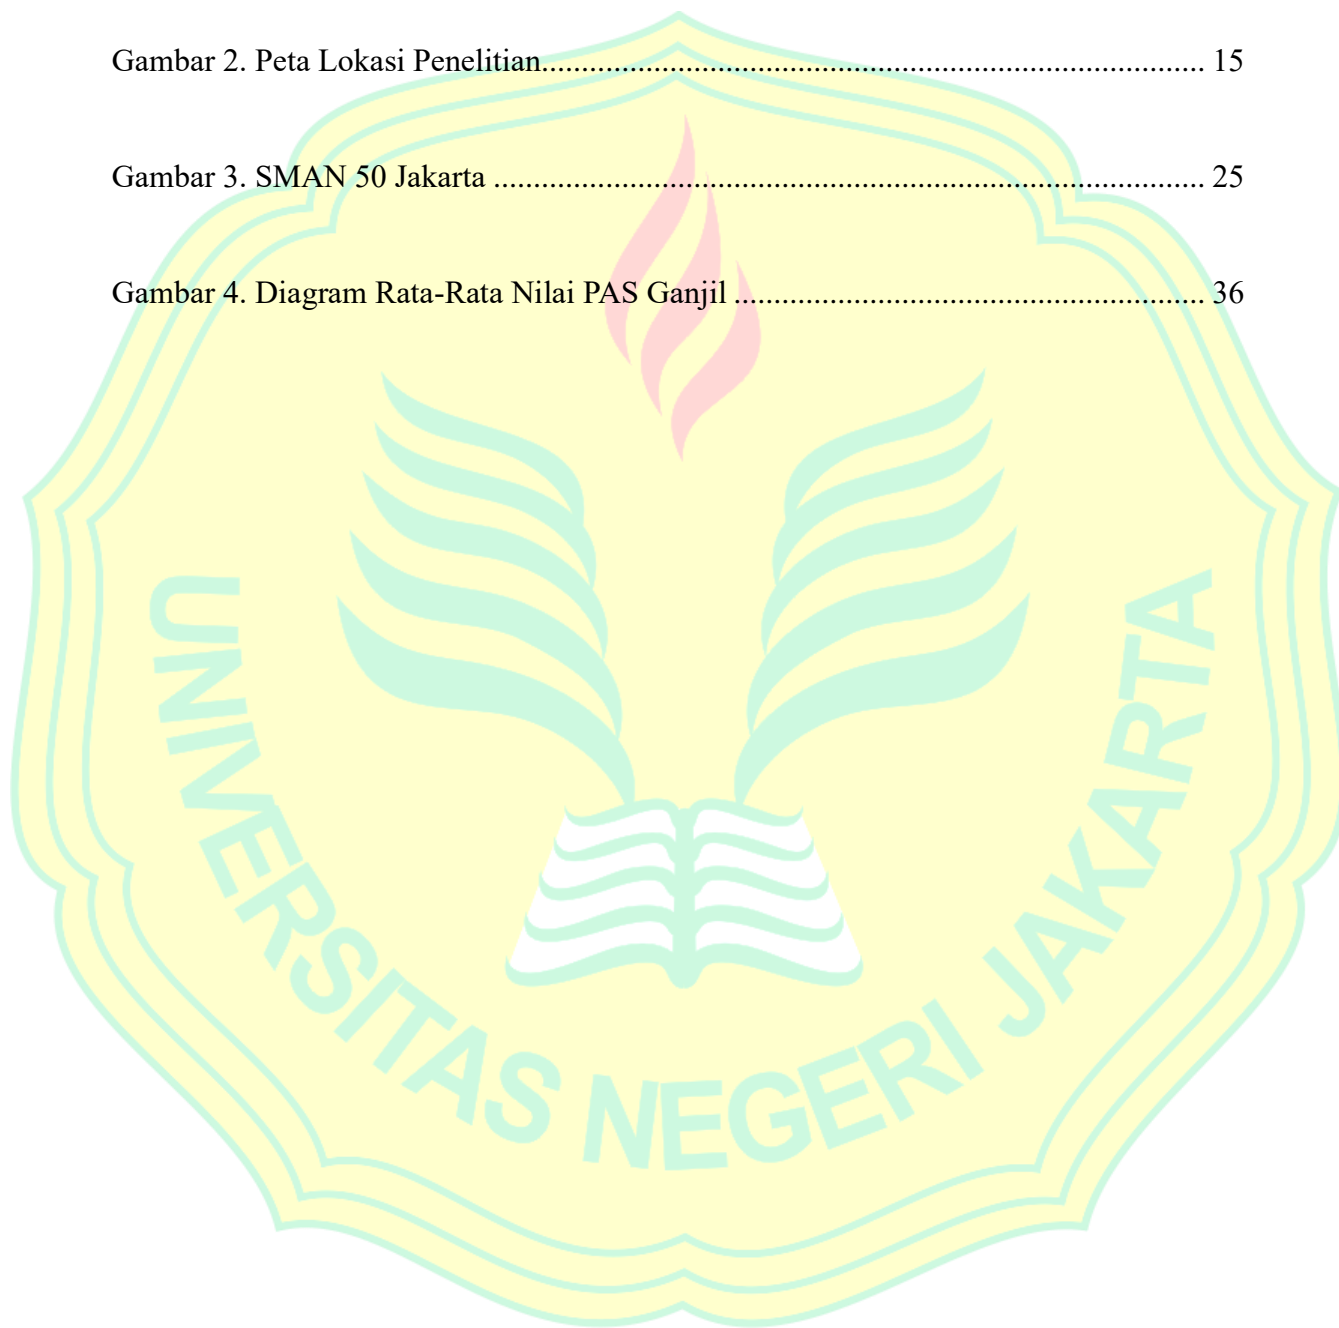 Gambar 2. Peta Lokasi Penelitian.................................................................................... 15
Gambar 3. SMAN 50 Jakarta .......................................................................................... 25
Gambar 4. Diagram Rata-Rata Nilai PAS Ganjil ........................................................... 36
UNIVERSITAS NEGERI JAKARTA